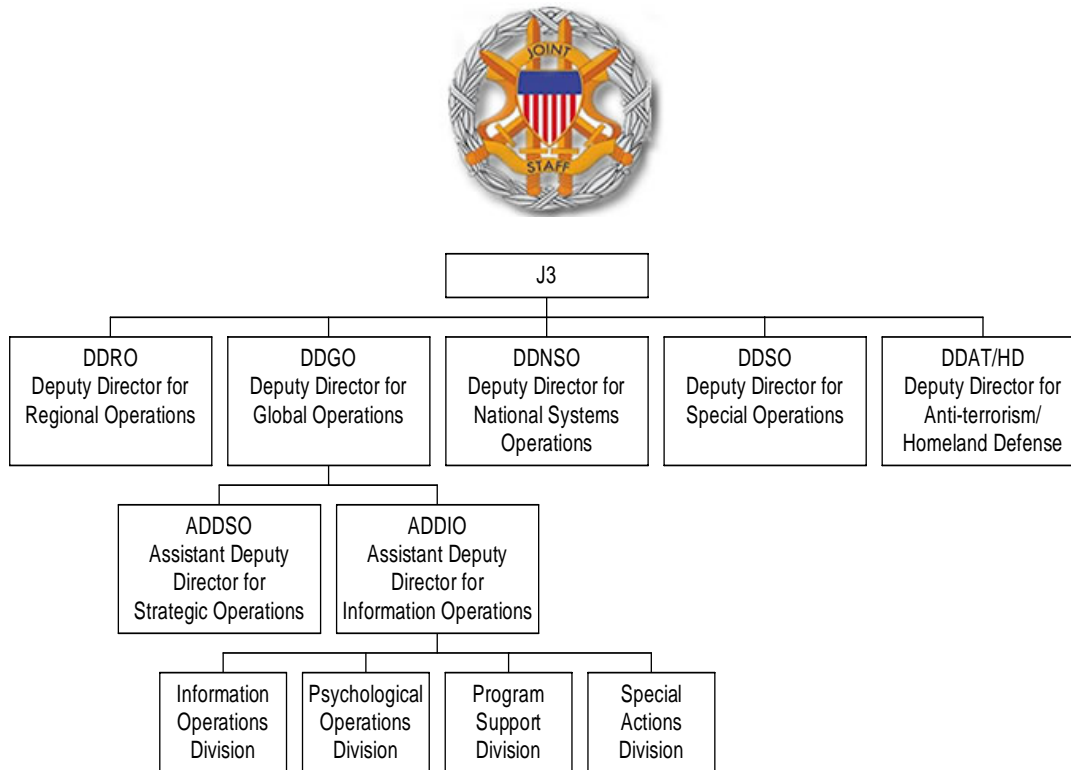 JOINT
STAFF
J3
DDRO
Deputy Director for
Regional Operations
DDGO
Deputy Director for
Global Operations
DDNSO
Deputy Director for
National Systems
Operations
DDSO
Deputy Director for
Special Operations
DDAT/HD
Deputy Director for
Anti-terrorism/
Homeland Defense
ADDSO
Assistant Deputy
Director for
Strategic Operations
ADDIO
Assistant Deputy
Director for
Information Operations
Information
Operations
Division
Psychological
Operations
Division
Program
Support
Division
Special
Actions
Division